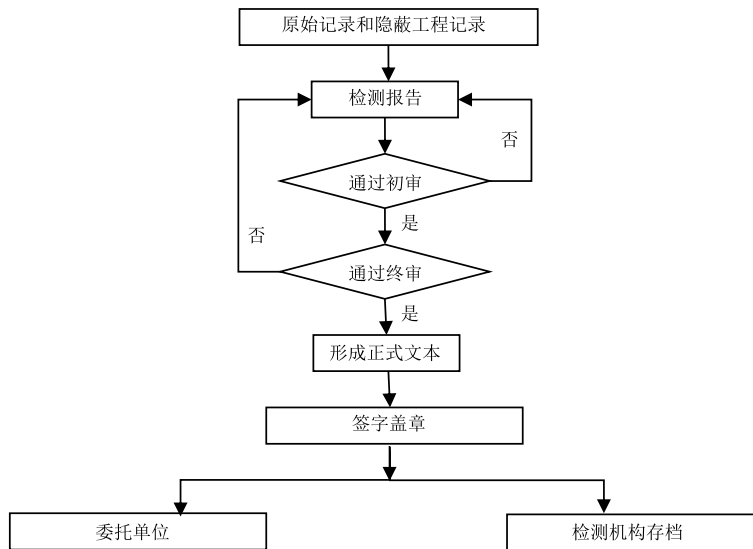 原始记录和隐蔽工程记录
检测报告
否
通过初审
是
否
通过终审
是
形成正式文本
签字盖章
委托单位
检测机构存档